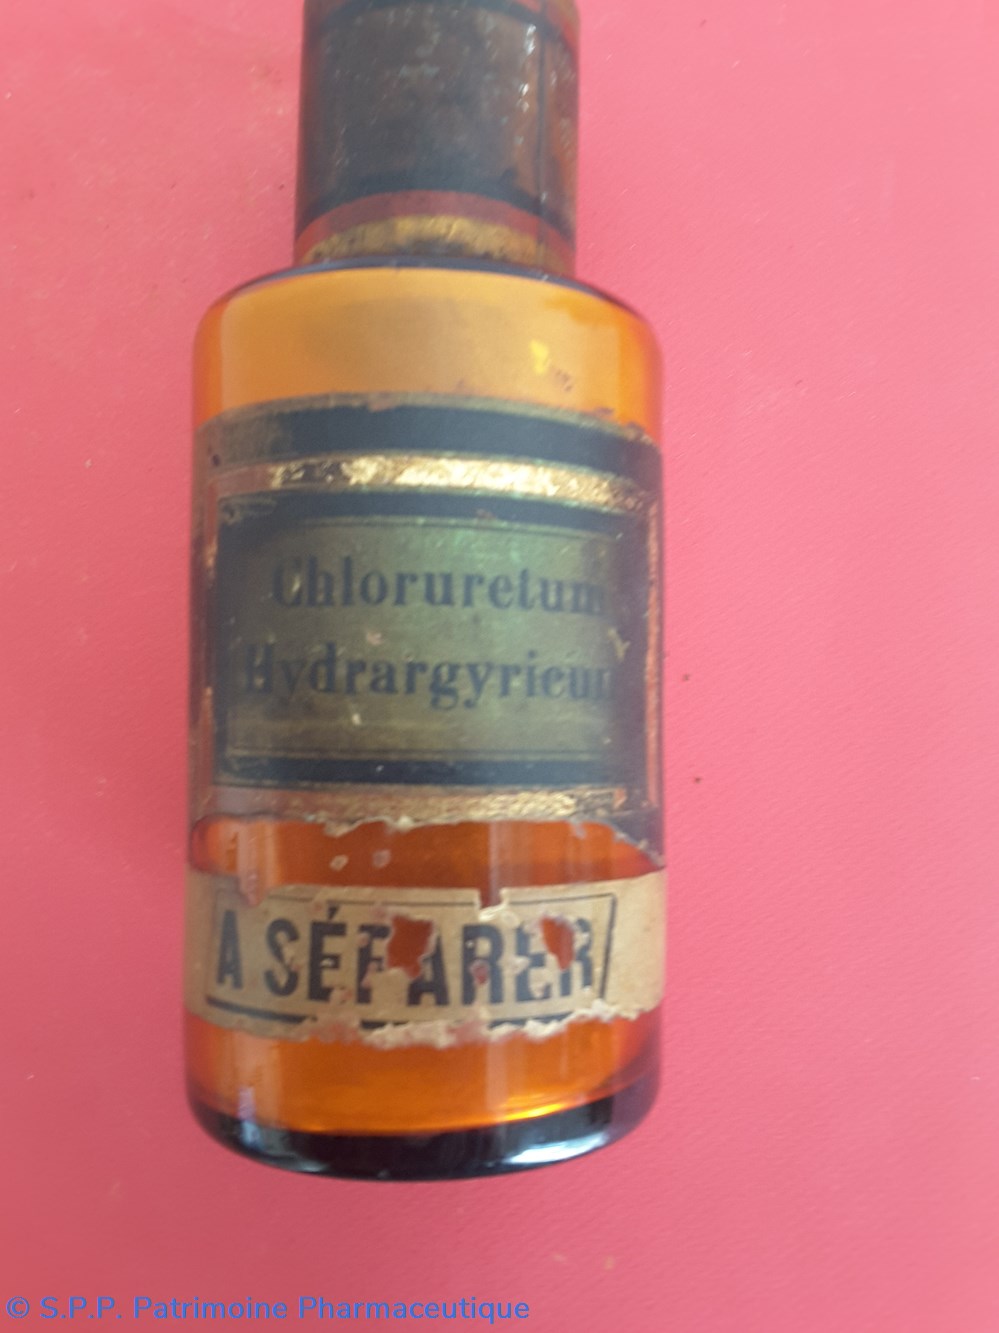 Chloruretum
Hydrargyricum
A SÉPARER
© S.P.P. Patrimoine Pharmaceutique